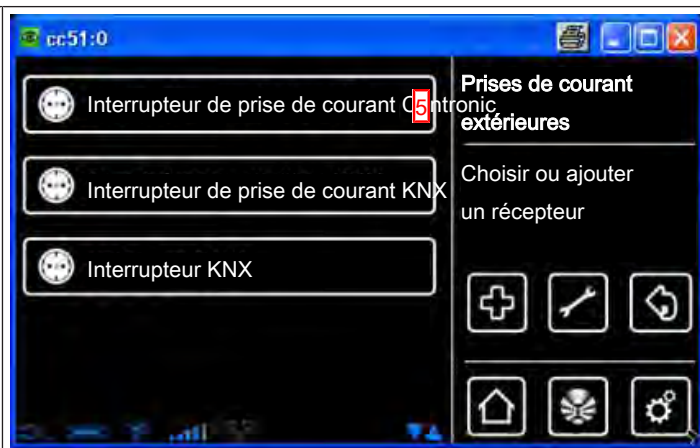 cc51:0
Interrupteur de prise de courant C5ntronic
Interrupteur de prise de courant KNX
Interrupteur KNX
Prises de courant
extérieures
Choisir ou ajouter
un récepteur